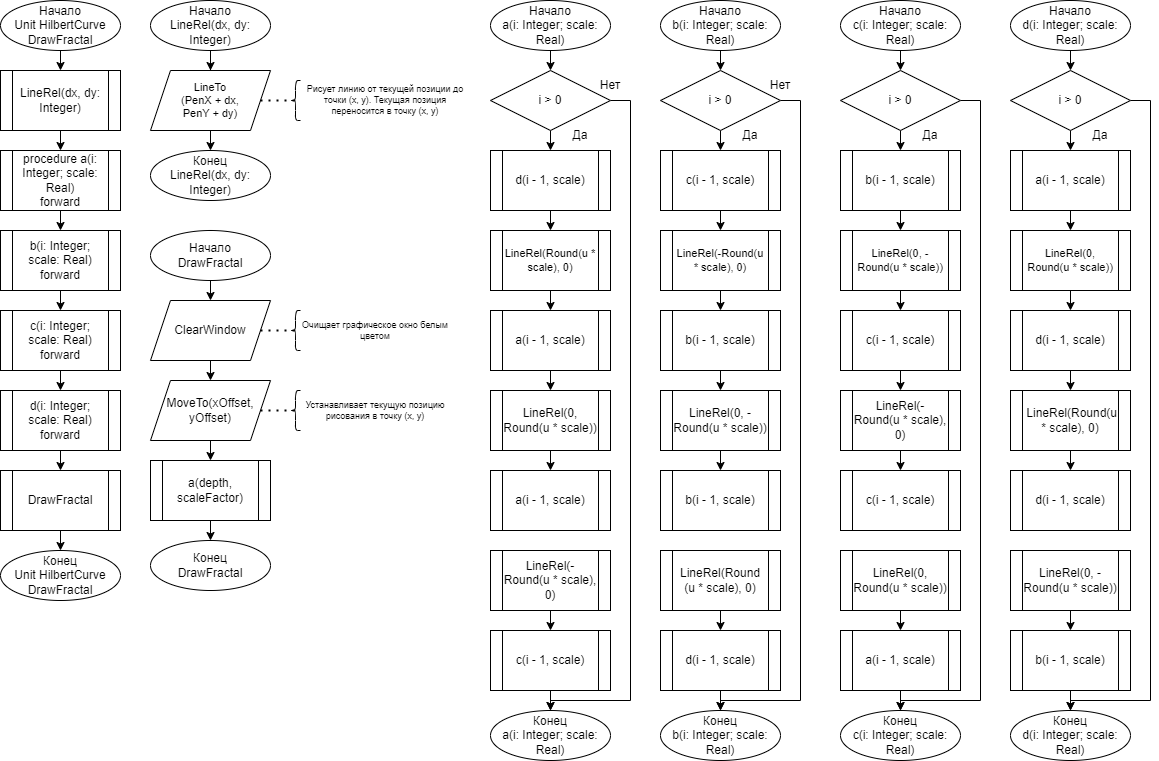 Начало
Unit HilbertCurve
DrawFractal
LineRel(dx, dy:
Integer)
procedure a(i:
Integer; scale:
Real)
forward
b(i: Integer;
scale: Real)
forward
c(i: Integer;
scale: Real)
forward
d(i: Integer;
scale: Real)
forward
DrawFractal
Конец
Unit HilbertCurve
DrawFractal
Начало
LineRel(dx, dy:
Integer)
LineTo
(PenX + dx,
PenY + dy)
Рисует линию от текущей позиции до
точки (x, y). Текущая позиция
переносится в точку (x, y)
Конец
LineRel(dx, dy:
Integer)
Начало
DrawFractal
ClearWindow
Очищает графическое окно белым
цветом
MoveTo(xOffset,
yOffset)
Устанавливает текущую позицию
рисования в точку (x, y)
a(depth,
scaleFactor)
Конец
DrawFractal
Начало
a(i: Integer; scale:
Real)
i > 0
Нет
Да
d(i - 1, scale)
LineRel(Round(u *
scale), 0)
a(i - 1, scale)
LineRel(0,
Round(u * scale))
a(i - 1, scale)
LineRel(-
Round(u * scale),
0)
c(i - 1, scale)
Конец
a(i: Integer; scale:
Real)
Начало
b(i: Integer; scale:
Real)
i > 0
Нет
Да
c(i - 1, scale)
LineRel(-Round(u
* scale), 0)
b(i - 1, scale)
LineRel(0, -
Round(u * scale))
b(i - 1, scale)
LineRel(Round
(u * scale), 0)
d(i - 1, scale)
Конец
b(i: Integer; scale:
Real)
Начало
c(i: Integer; scale:
Real)
i > 0
Да
b(i - 1, scale)
LineRel(0, -
Round(u * scale))
c(i - 1, scale)
LineRel(-
Round(u * scale),
0)
c(i - 1, scale)
LineRel(0,
Round(u * scale))
a(i - 1, scale)
Конец
c(i: Integer; scale:
Real)
Начало
d(i: Integer; scale:
Real)
i > 0
Да
a(i - 1, scale)
LineRel(0,
Round(u * scale))
d(i - 1, scale)
LineRel(Round(u
* scale), 0)
d(i - 1, scale)
LineRel(0, -
Round(u * scale))
b(i - 1, scale)
Конец
d(i: Integer; scale:
Real)